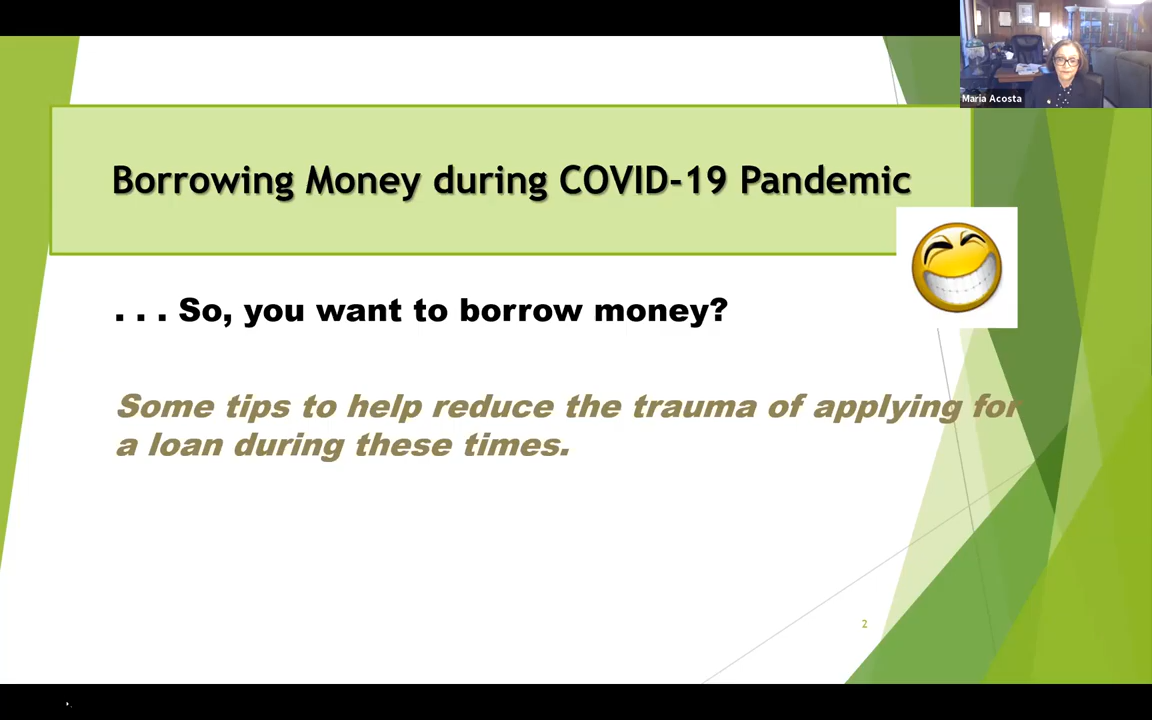 Maria Acosta
Borrowing Money during COVID-19 Pandemic
. . . So, you want to borrow money?
Some tips to help reduce the trauma of applying for
a loan during these times.
2